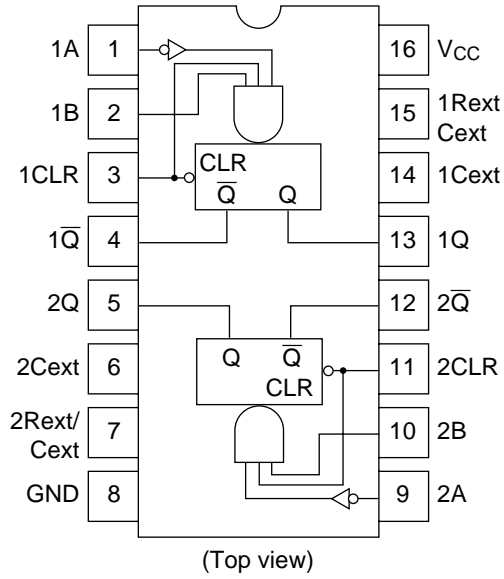 1A 1 16 VCC
1B 2 15 1Rext
Cext
1CLR 3 CLR 14 1Cext
Q̅ Q
1Q̅ 4 13 1Q
2Q 5 12 2Q̅
Q Q̅
2Cext 6 CLR 11 2CLR
2Rext/
Cext 7 10 2B
GND 8 9 2A
(Top view)